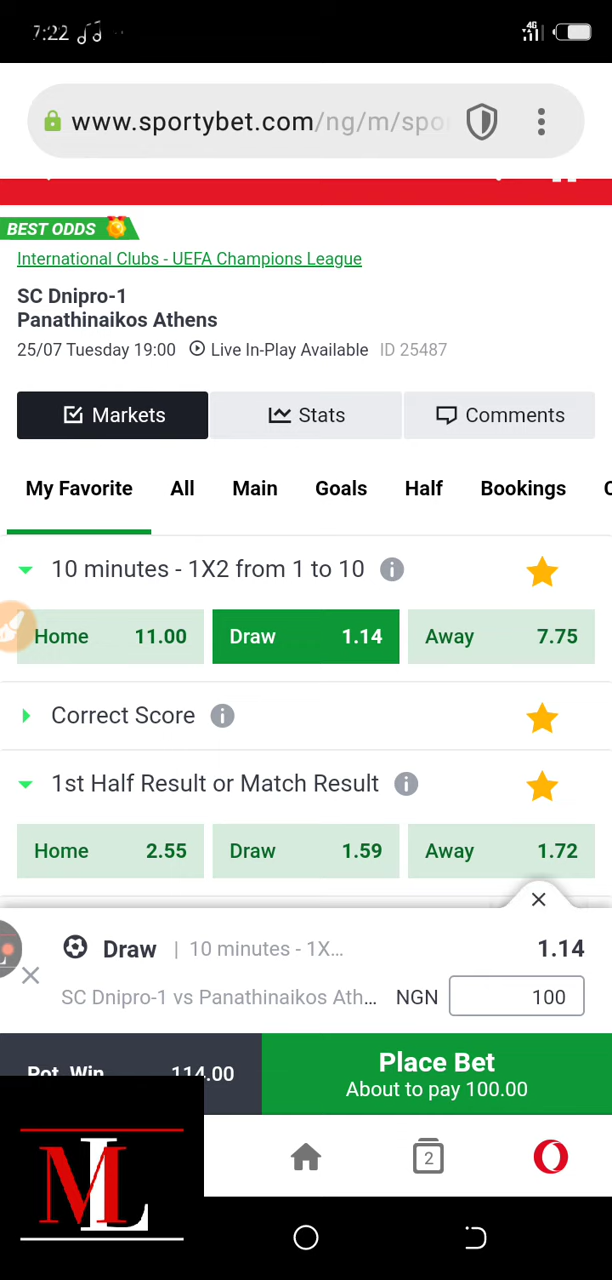 7:22
4G
www.sportybet.com/ng/m/spo
BEST ODDS
International Clubs - UEFA Champions League
SC Dnipro-1
Panathinaikos Athens
25/07 Tuesday 19:00 Live In-Play Available ID 25487
Markets Stats Comments
My Favorite All Main Goals Half Bookings
10 minutes - 1X2 from 1 to 10
Home 11.00 Draw 1.14 Away 7.75
Correct Score
1st Half Result or Match Result
Home 2.55 Draw 1.59 Away 1.72
Draw | 10 minutes - 1X... 1.14
SC Dnipro-1 vs Panathinaikos Ath... NGN 100
Place Bet
Pot. Win 114.00 About to pay 100.00
2
ML